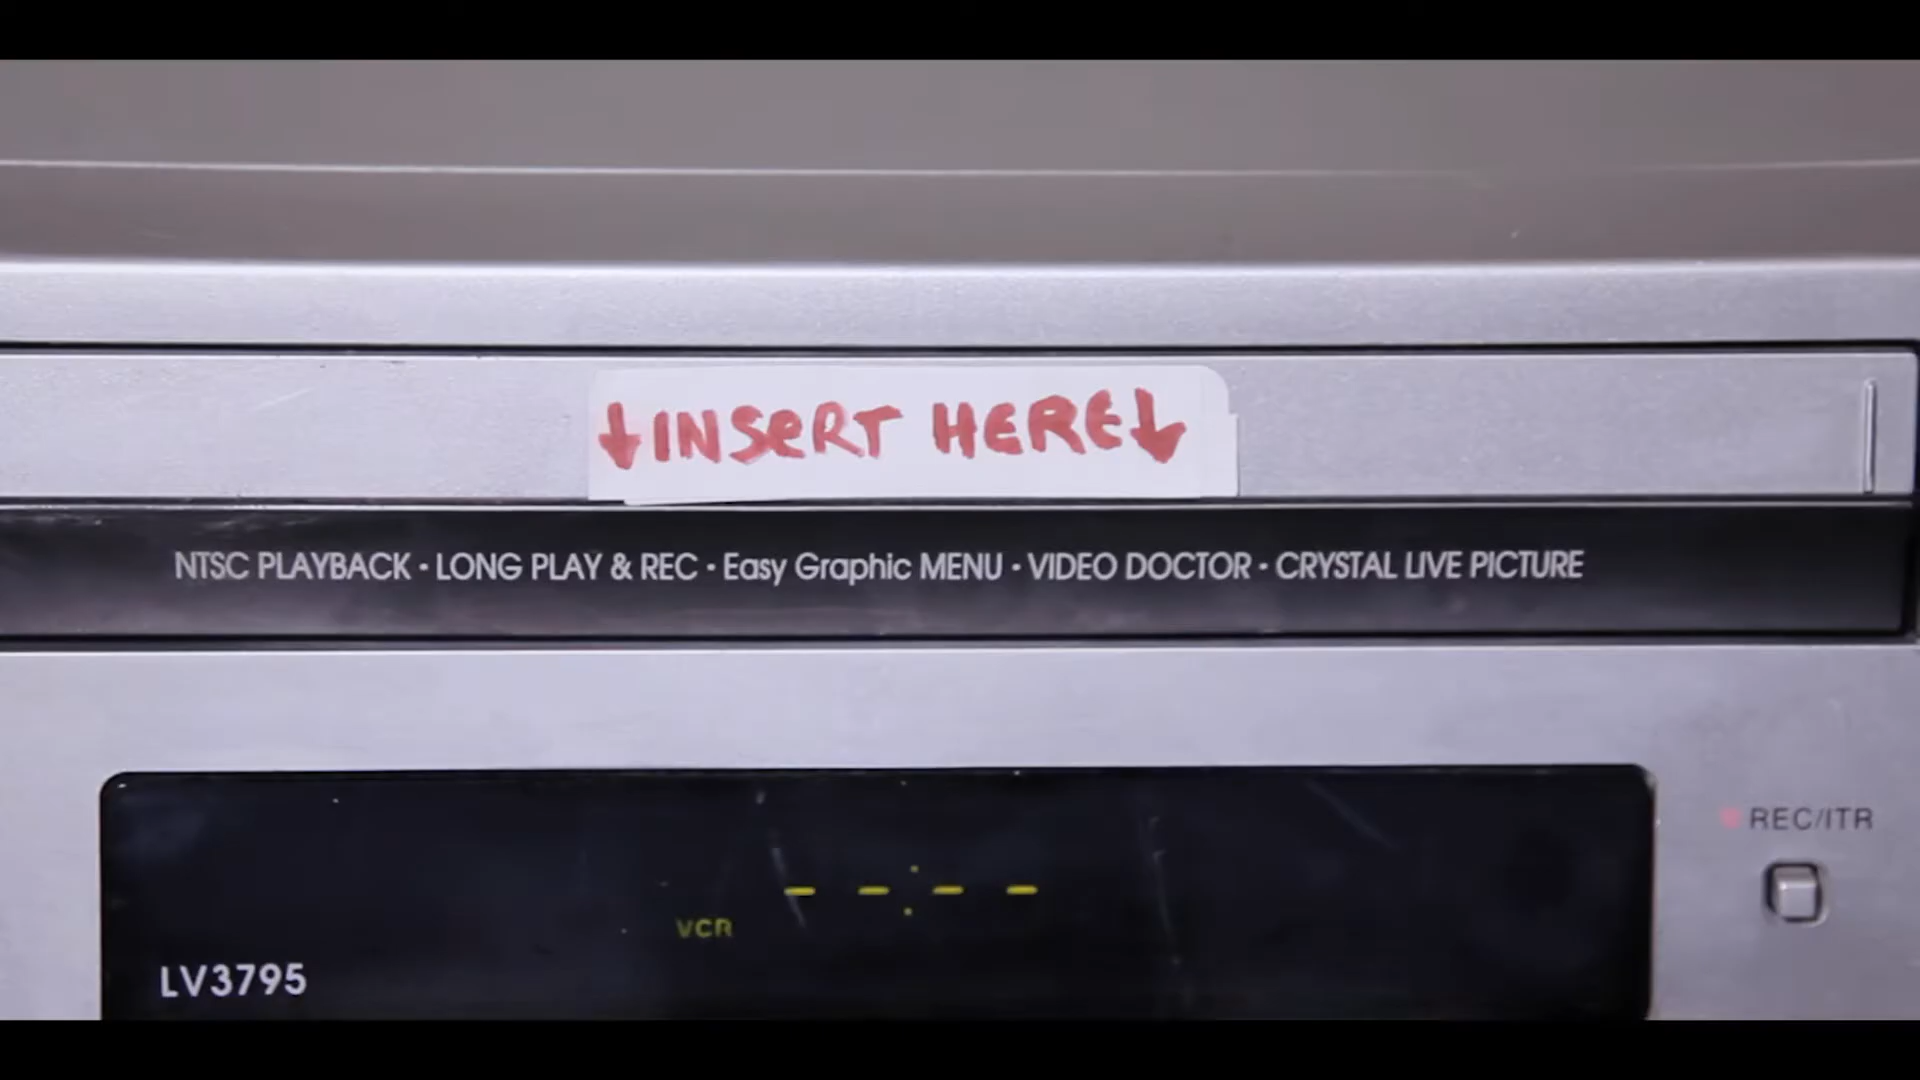 ↓INSeRT HERE↓
NTSC PLAYBACK • LONG PLAY & REC • Easy Graphic MENU • VIDEO DOCTOR • CRYSTAL LIVE PICTURE
REC/ITR
--:--
VCR
LV3795